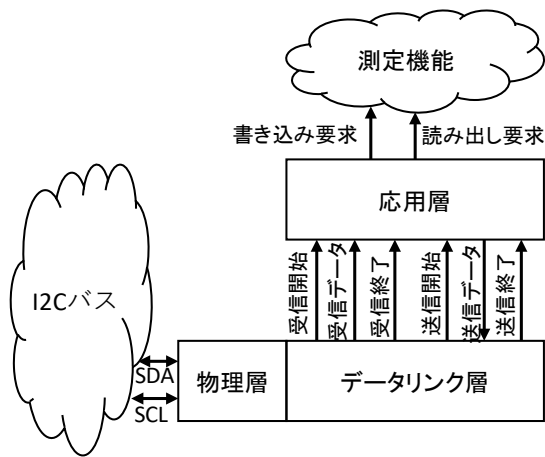 測定機能
書き込み要求
読み出し要求
応用層
受信開始
受信データ
受信終了
送信開始
送信データ
送信終了
I2Cバス
SDA
SCL
物理層
データリンク層